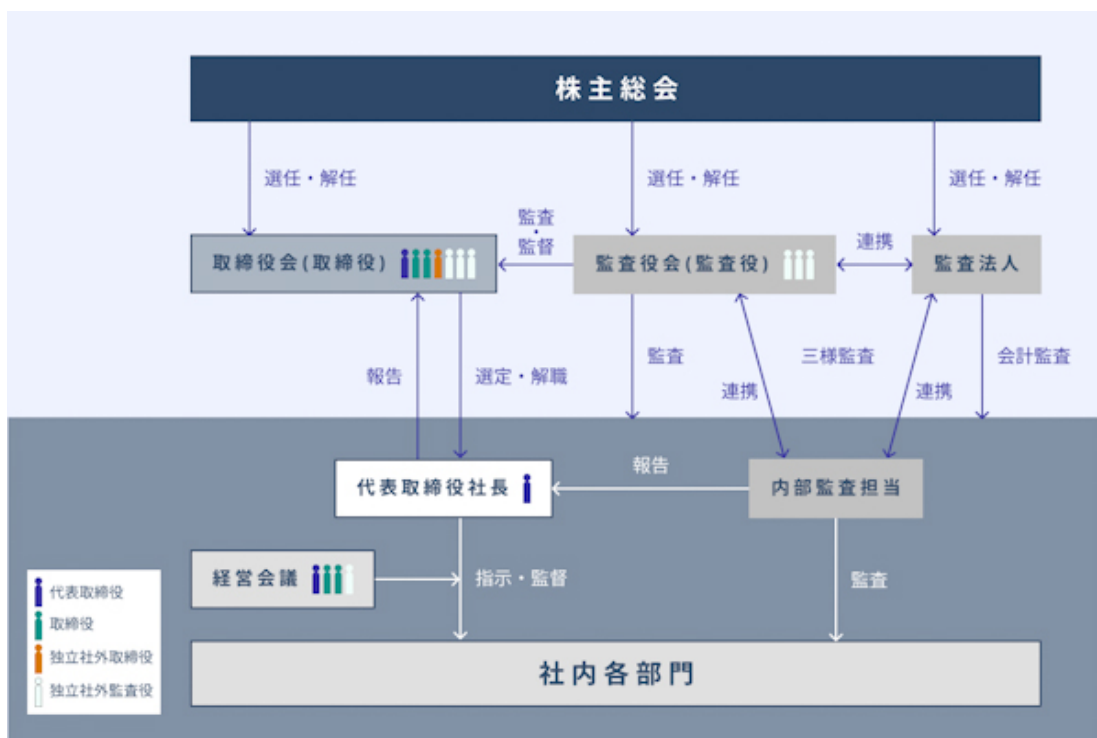 株主総会
選任・解任
選任・解任
選任・解任
監査
・
監督
連携
取締役会(取締役)
監査役会(監査役)
監査法人
報告
選定・解職
監査
三様監査
会計監査
連携
連携
代表取締役社長
報告
内部監査担当
経営会議
指示・監督
監査
代表取締役
取締役
独立社外取締役
独立社外監査役
社内各部門